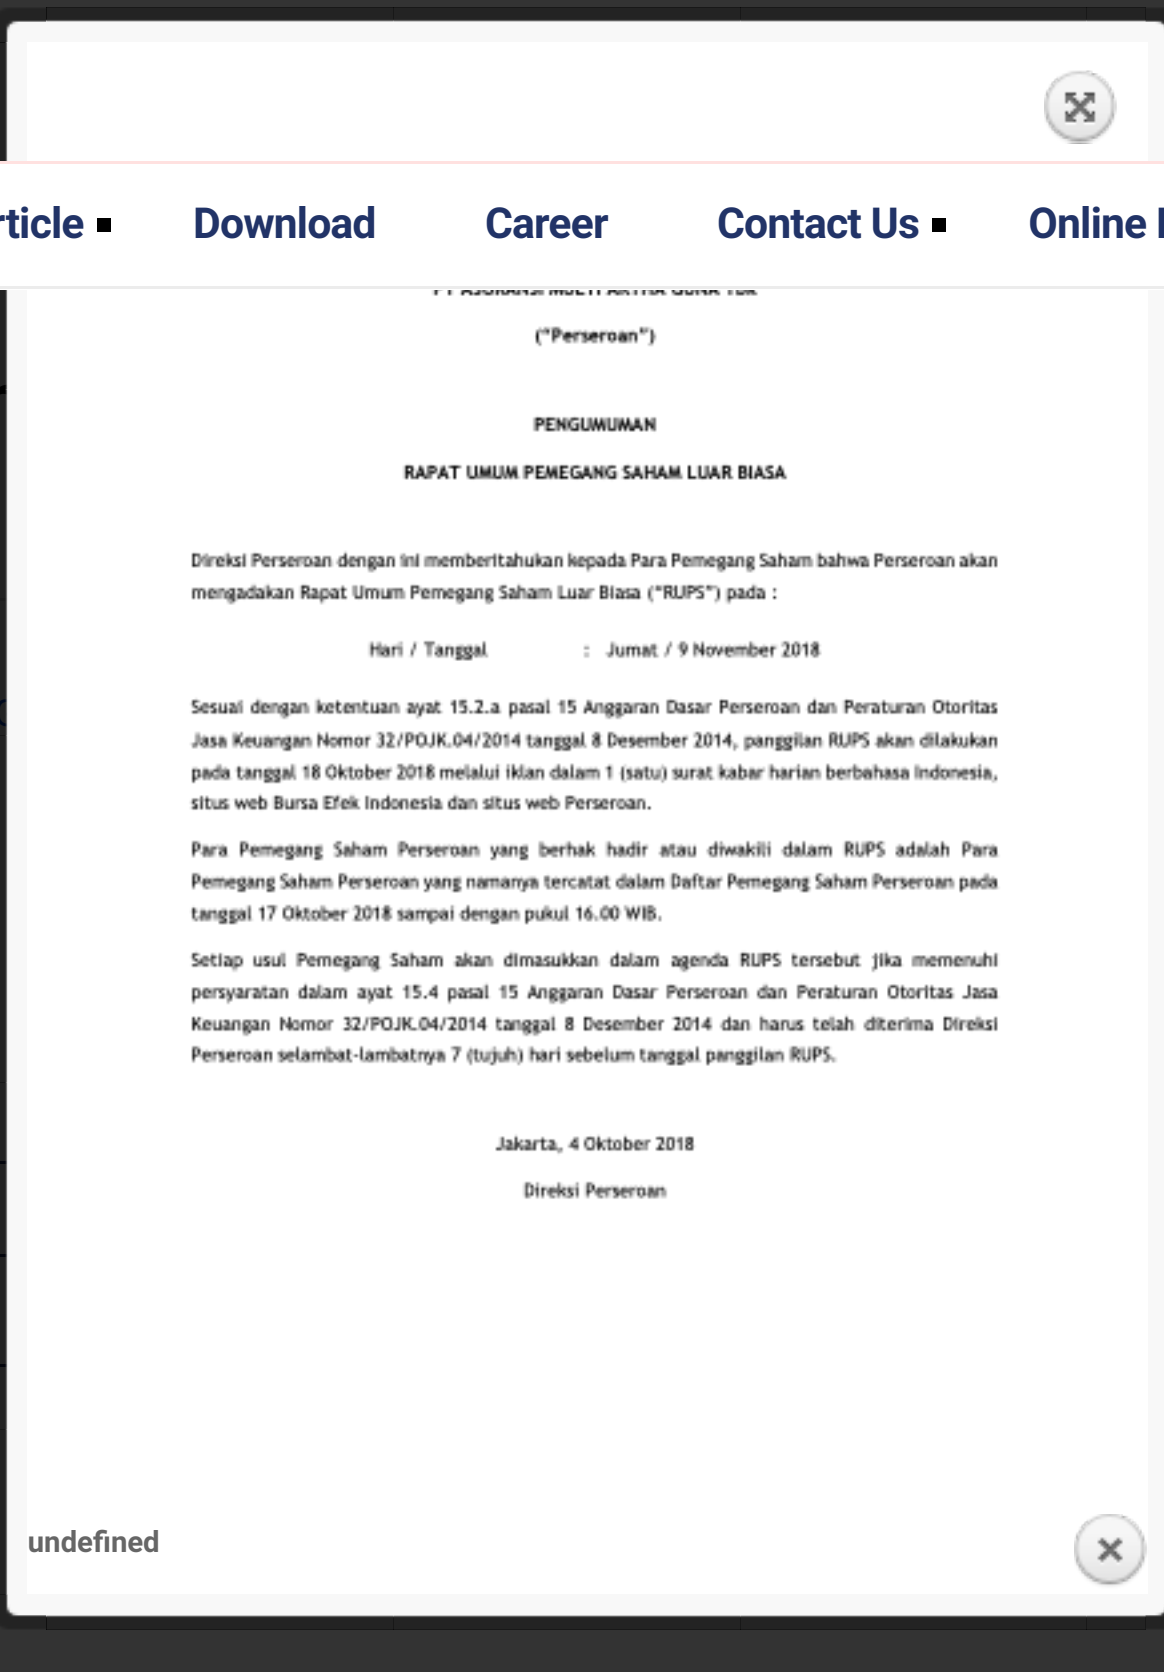 Download Career Contact Us Online
PT ASURANSI MULTI ARTHA GUNA Tbk
("Perseroan")
PENGUMUMAN
RAPAT UMUM PEMEGANG SAHAM LUAR BIASA
Direksi Perseroan dengan ini memberitahukan kepada Para Pemegang Saham bahwa Perseroan akan
mengadakan Rapat Umum Pemegang Saham Luar Biasa ("RUPS") pada :
Hari / Tanggal : Jumat / 9 November 2018
Sesuai dengan ketentuan ayat 15.2.a pasal 15 Anggaran Dasar Perseroan dan Peraturan Otoritas
Jasa Keuangan Nomor 32/POJK.04/2014 tanggal 8 Desember 2014, panggilan RUPS akan dilakukan
pada tanggal 18 Oktober 2018 melalui iklan dalam 1 (satu) surat kabar harian berbahasa Indonesia,
situs web Bursa Efek Indonesia dan situs web Perseroan.
Para Pemegang Saham Perseroan yang berhak hadir atau diwakili dalam RUPS adalah Para
Pemegang Saham Perseroan yang namanya tercatat dalam Daftar Pemegang Saham Perseroan pada
tanggal 17 Oktober 2018 sampai dengan pukul 16.00 WIB.
Setiap usul Pemegang Saham akan dimasukkan dalam agenda RUPS tersebut jika memenuhi
persyaratan dalam ayat 15.4 pasal 15 Anggaran Dasar Perseroan dan Peraturan Otoritas Jasa
Keuangan Nomor 32/POJK.04/2014 tanggal 8 Desember 2014 dan harus telah diterima Direksi
Perseroan selambat-lambatnya 7 (tujuh) hari sebelum tanggal panggilan RUPS.
Jakarta, 4 Oktober 2018
Direksi Perseroan
undefined